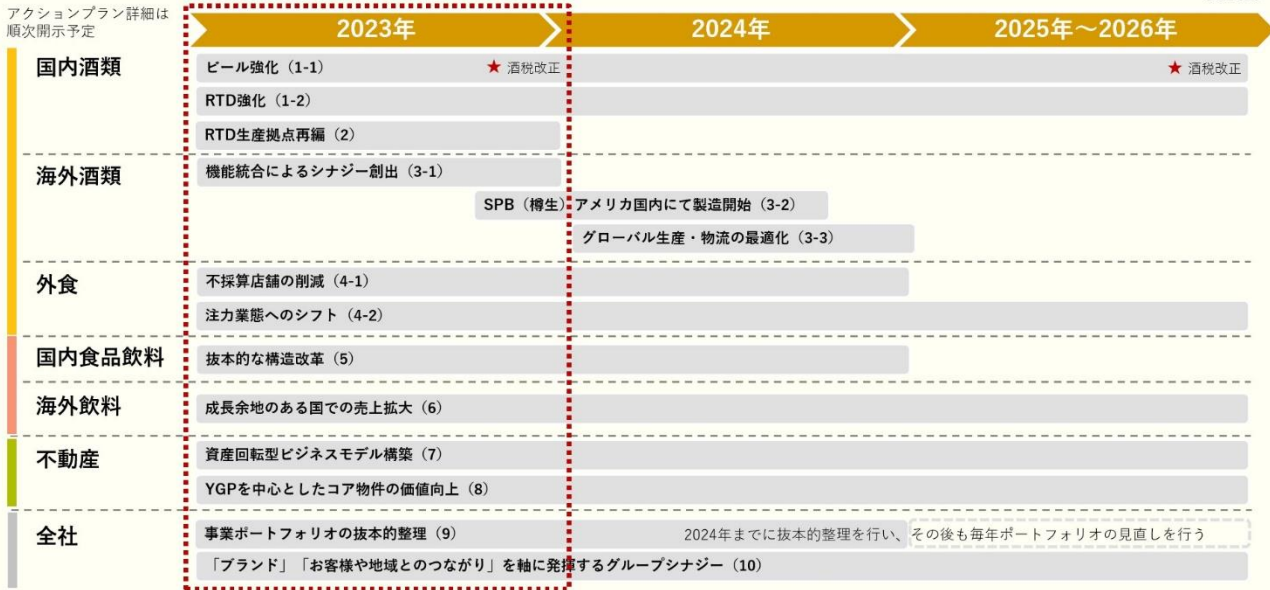 アクションプラン詳細は
順次開示予定
2023年
2024年
2025年～2026年
国内酒類
ビール強化（1-1）
★ 酒税改正
★ 酒税改正
RTD強化（1-2）
RTD生産拠点再編（2）
海外酒類
機能統合によるシナジー創出（3-1）
SPB（樽生）アメリカ国内にて製造開始（3-2）
グローバル生産・物流の最適化（3-3）
外食
不採算店舗の削減（4-1）
注力業態へのシフト（4-2）
国内食品飲料
抜本的な構造改革（5）
海外飲料
成長余地のある国での売上拡大（6）
不動産
資産回転型ビジネスモデル構築（7）
YGPを中心としたコア物件の価値向上（8）
全社
事業ポートフォリオの抜本的整理（9）
2024年までに抜本的整理を行い、その後も毎年ポートフォリオの見直しを行う
「ブランド」「お客様や地域とのつながり」を軸に発揮するグループシナジー（10）